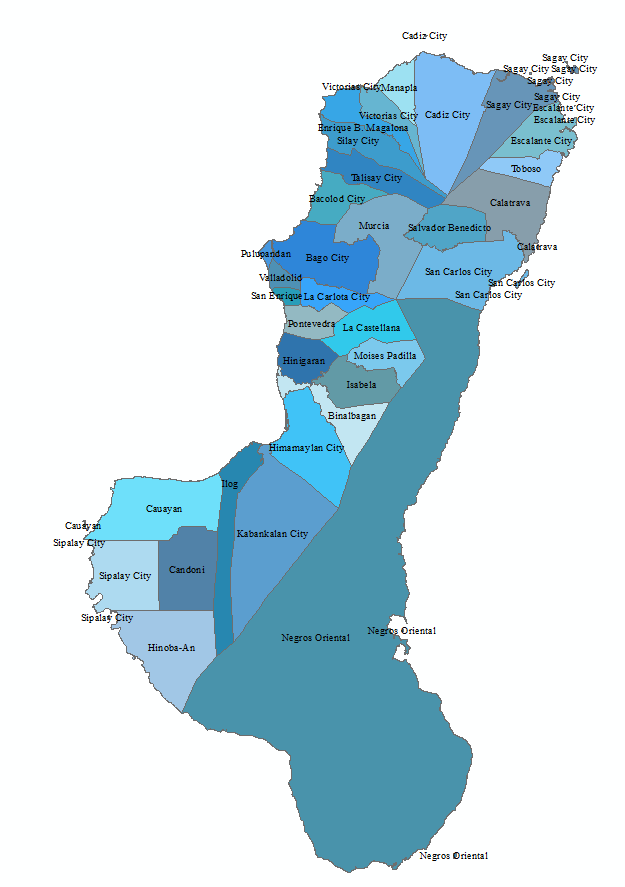 Cadiz City
Sagay City
Sagay City
Sagay City
Sagay City
Victorias City
Manapla
Sagay City
Sagay City
Escalante City
Victorias City
Cadiz City
Escalante City
Enrique B. Magalona
Silay City
Escalante City
Talisay City
Toboso
Bacolod City
Calatrava
Murcia
Salvador Benedicto
Calatrava
Pulupandan
Bago City
San Carlos City
Valladolid
San Carlos City
San Enrique
La Carlota City
San Carlos City
Pontevedra
La Castellana
Hinigaran
Moises Padilla
Isabela
Binalbagan
Himamaylan City
Ilog
Cauayan
Cauayan
Kabankalan City
Sipalay City
Candoni
Sipalay City
Sipalay City
Negros Oriental
Negros Oriental
Hinoba-An
Negros Oriental